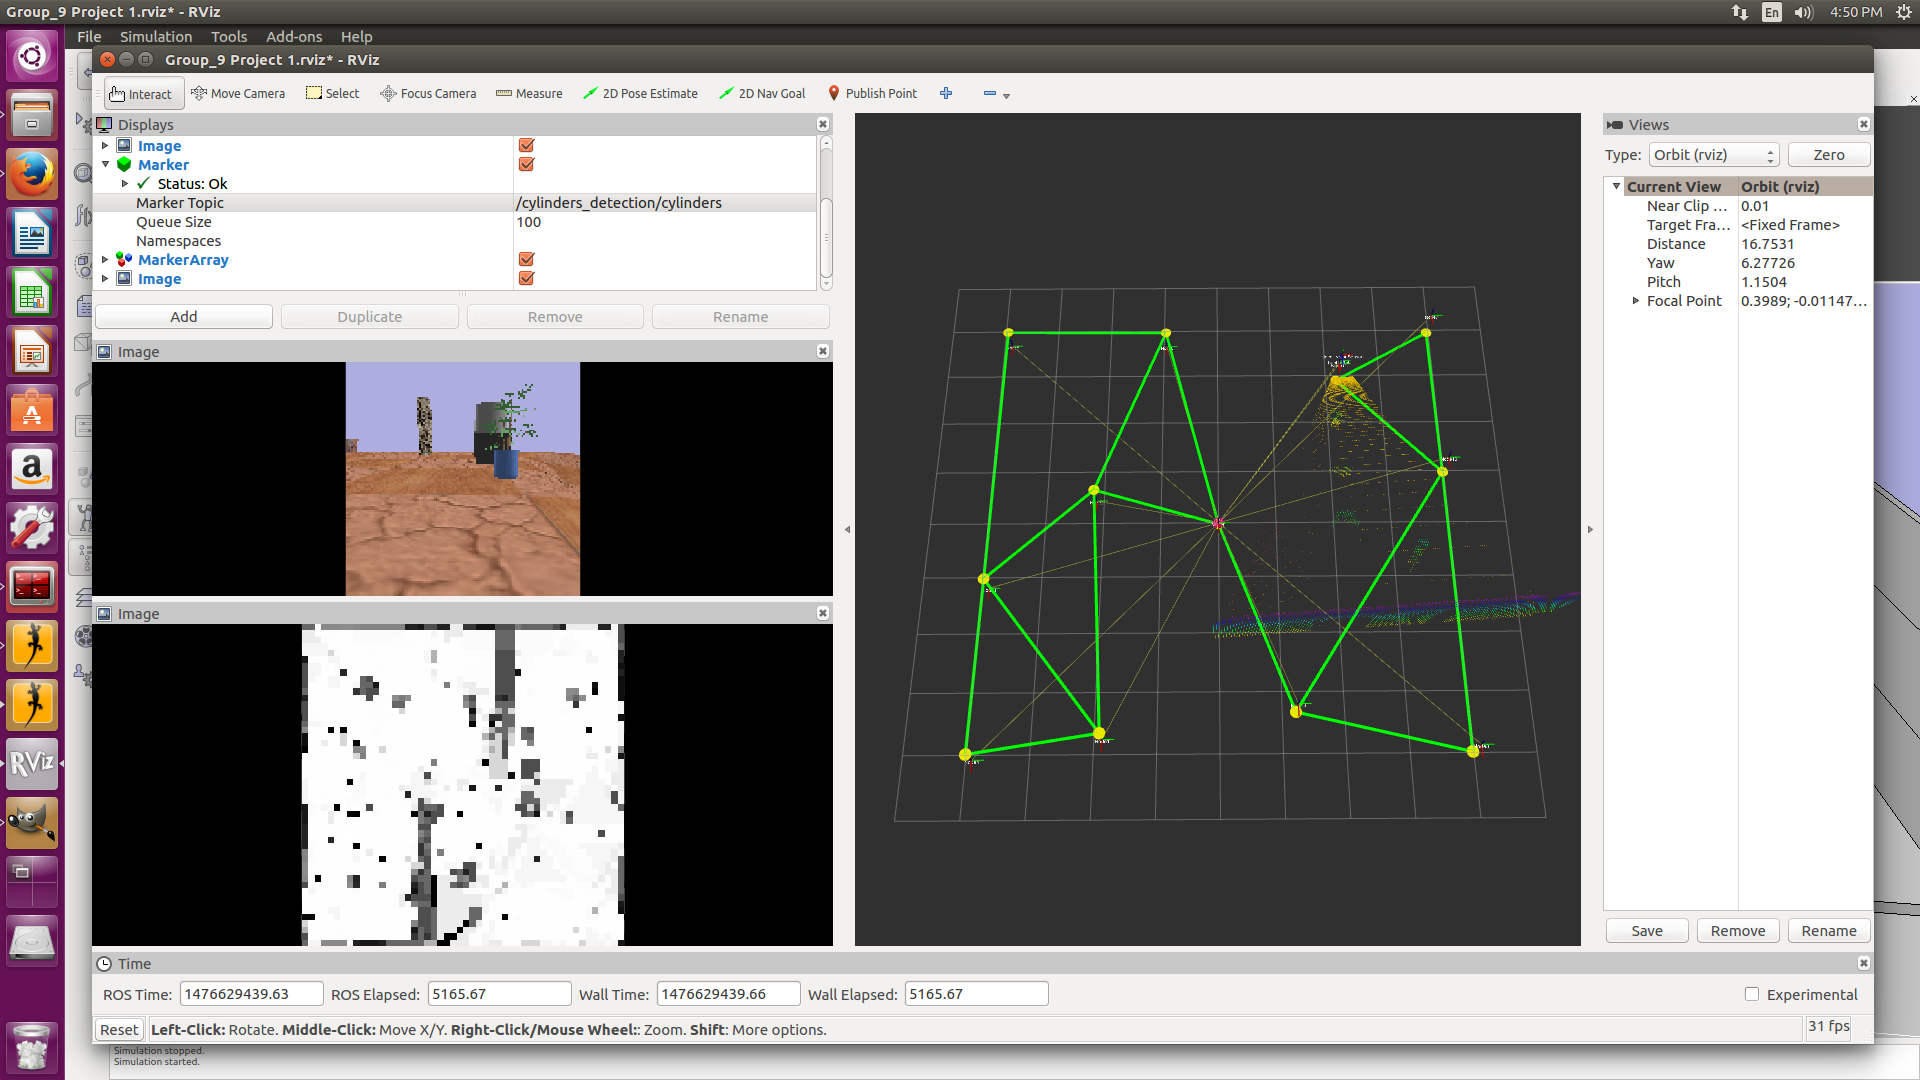 Group_9 Project 1.rviz* - RViz
En
4:50 PM
File Simulation Tools Add-ons Help
Group_9 Project 1.rviz* - RViz
Interact Move Camera Select Focus Camera Measure 2D Pose Estimate 2D Nav Goal Publish Point
Displays
Image
Marker
Status: Ok
Marker Topic /cylinders_detection/cylinders
Queue Size 100
Namespaces
MarkerArray
Image
Add Duplicate Remove Rename
Image
Image
Views
Type: Orbit (rviz) Zero
Current View Orbit (rviz)
Near Clip ... 0.01
Target Fra... <Fixed Frame>
Distance 16.7531
Yaw 6.27726
Pitch 1.1504
Focal Point 0.3989; -0.01147...
Save Remove Rename
RViz
Time
ROS Time: 1476629439.63 ROS Elapsed: 5165.67 Wall Time: 1476629439.66 Wall Elapsed: 5165.67 Experimental
Reset Left-Click: Rotate. Middle-Click: Move X/Y. Right-Click/Mouse Wheel:: Zoom. Shift: More options. 31 fps
Simulation stopped.
Simulation started.